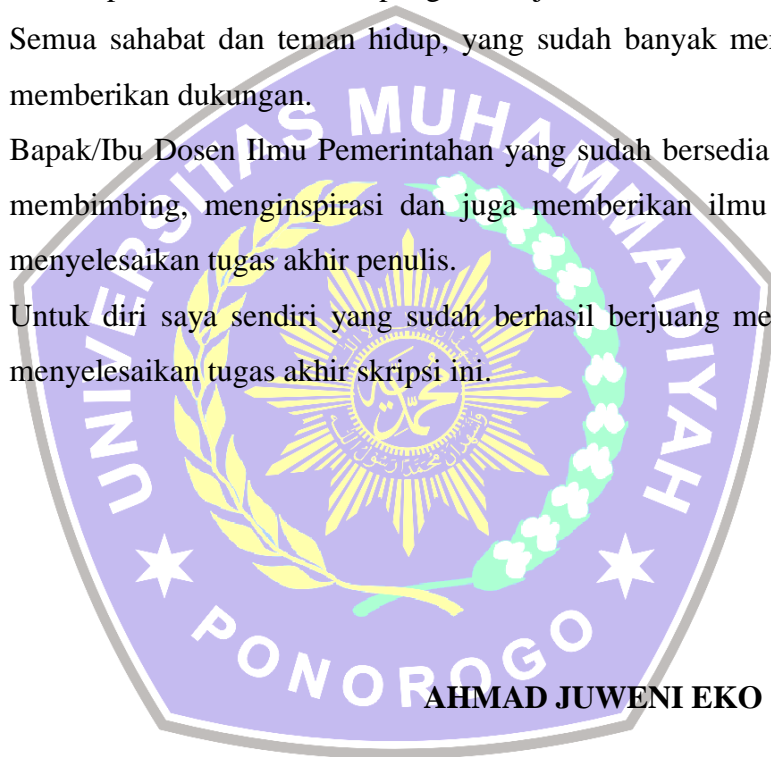 Semua sahabat dan teman hidup, yang sudah banyak
memberikan dukungan.
Bapak/Ibu Dosen Ilmu Pemerintahan yang sudah bersedia
membimbing, menginspirasi dan juga memberikan ilmu
menyelesaikan tugas akhir penulis.
Untuk diri saya sendiri yang sudah berhasil berjuang
menyelesaikan tugas akhir skripsi ini.
UNIVERSITAS MUHAMMADIYAH
PONOROGO
محمد
AHMAD JUWENI EKO